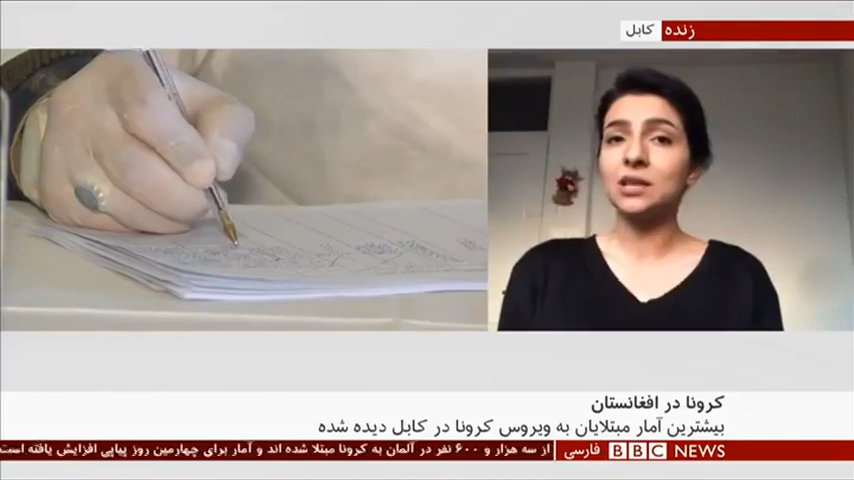 زنده کابل
کرونا در افغانستان
بیشترین آمار مبتلایان به ویروس کرونا در کابل دیده شده
BBC NEWS فارسی از سه هزار و ۶۰۰ نفر در آلمان به کرونا مبتلا شده اند و آمار برای چهارمین روز پیاپی افزایش یافته است